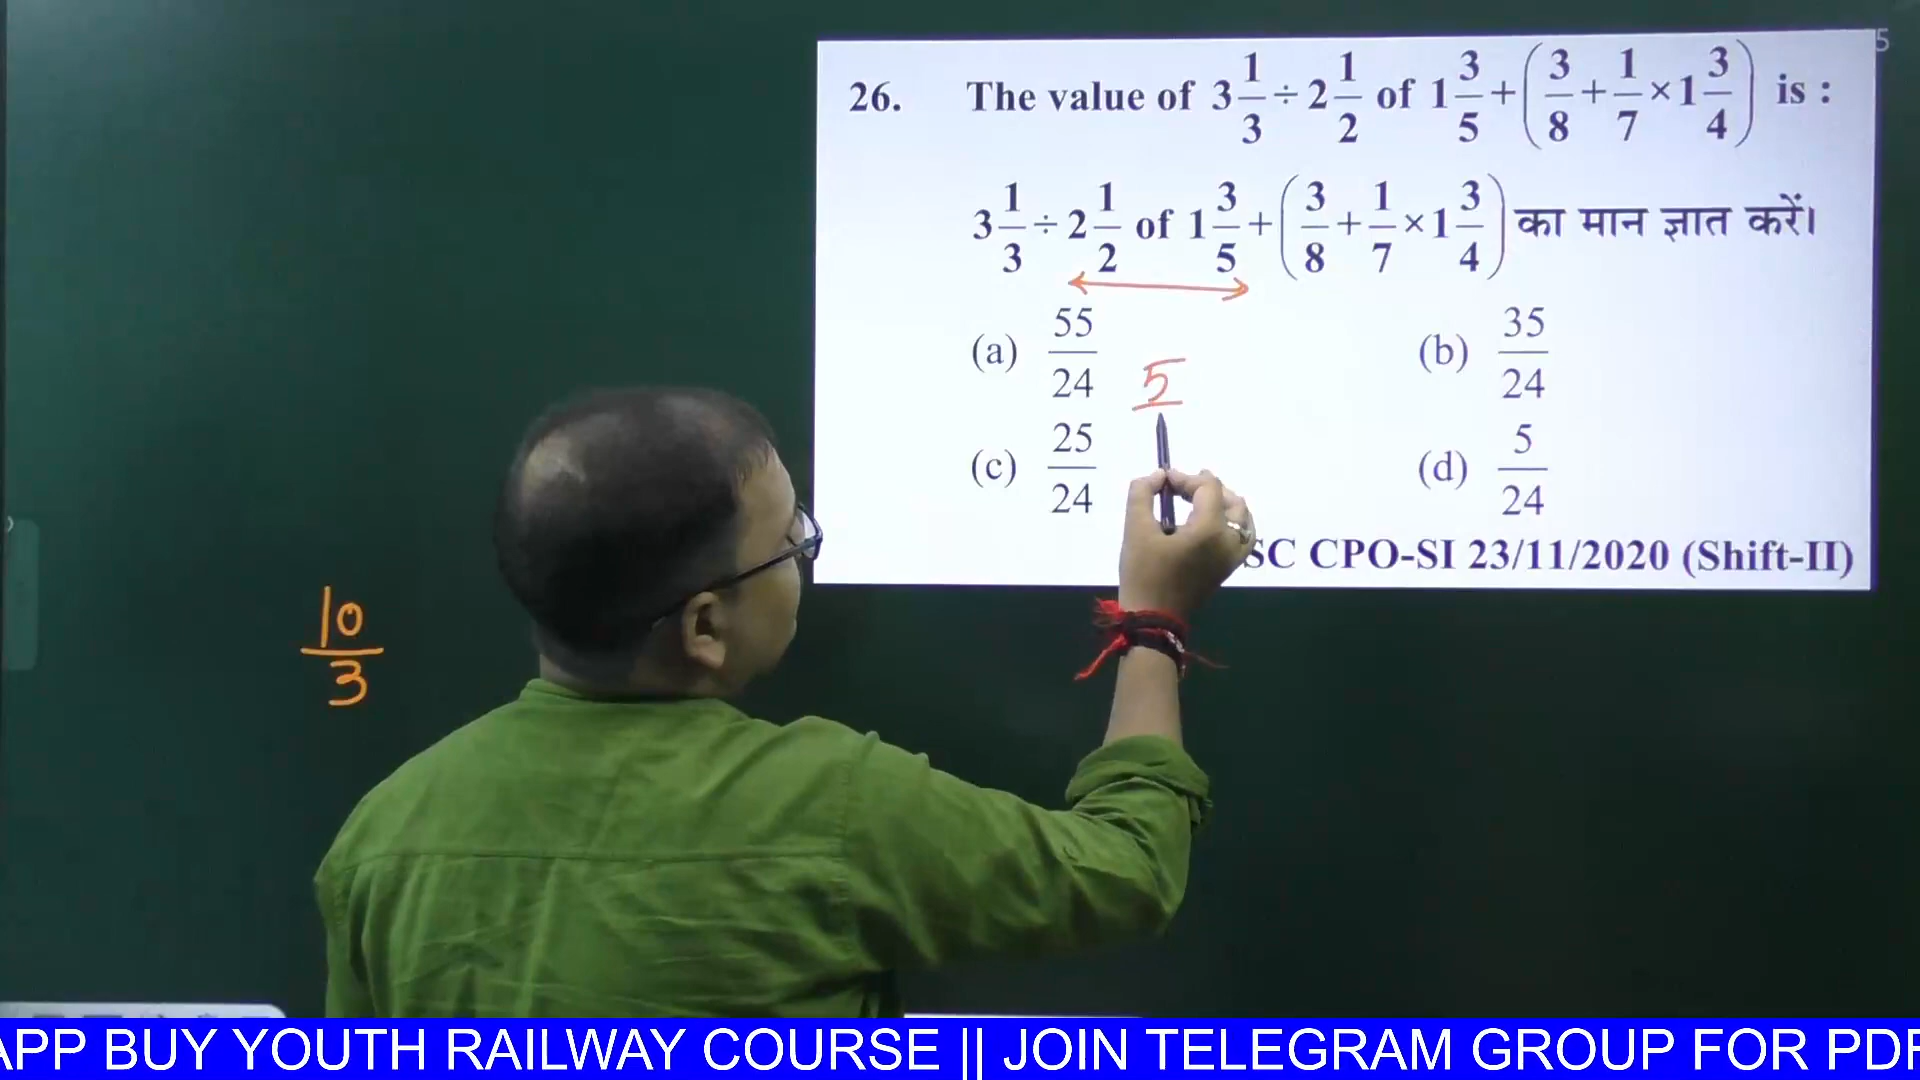 5
26. The value of 3 1/3 ÷ 2 1/2 of 1 3/5 + (3/8 + 1/7 × 1 3/4) is :
3 1/3 ÷ 2 1/2 of 1 3/5 + (3/8 + 1/7 × 1 3/4) का मान ज्ञात करें।
(a) 55/24 (b) 35/24
5
(c) 25/24 (d) 5/24
SC CPO-SI 23/11/2020 (Shift-II)
10/3
APP BUY YOUTH RAILWAY COURSE || JOIN TELEGRAM GROUP FOR PDF